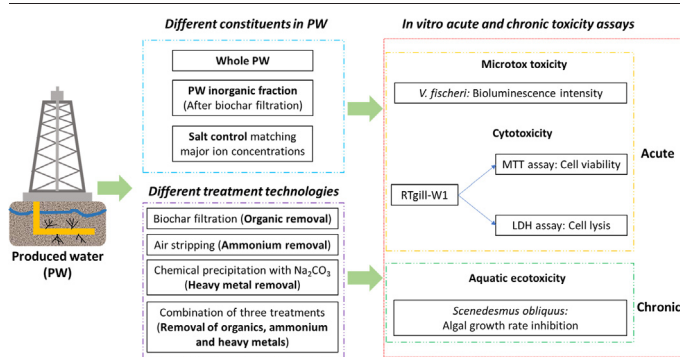 Different constituents in PW
Whole PW
PW inorganic fraction
(After biochar filtration)
Salt control matching
major ion concentrations
Produced water
(PW)
Different treatment technologies
Biochar filtration (Organic removal)
Air stripping (Ammonium removal)
Chemical precipitation with Na₂CO₃
(Heavy metal removal)
Combination of three treatments
(Removal of organics, ammonium
and heavy metals)
In vitro acute and chronic toxicity assays
Microtox toxicity
V. fischeri: Bioluminescence intensity
Cytotoxicity
RTgill-W1
MTT assay: Cell viability
LDH assay: Cell lysis
Acute
Aquatic ecotoxicity
Scenedesmus obliquus:
Algal growth rate inhibition
Chronic